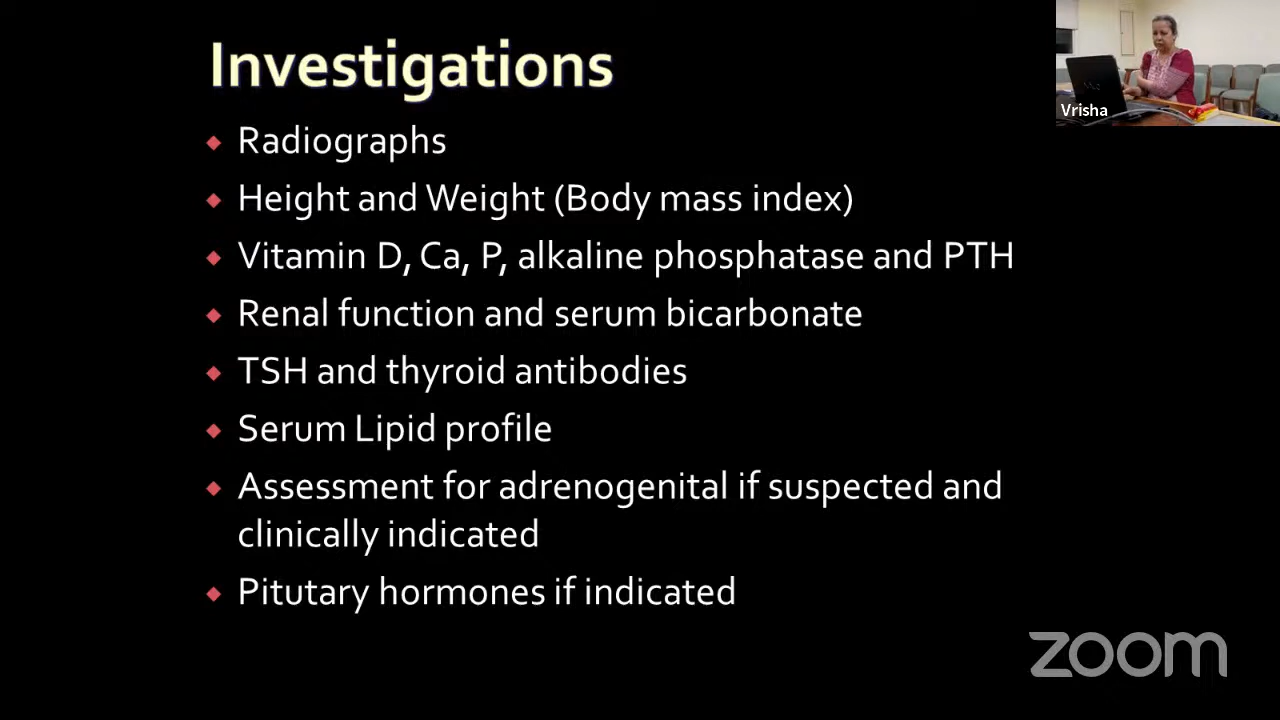 Investigations
Radiographs
Height and Weight (Body mass index)
Vitamin D, Ca, P, alkaline phosphatase and PTH
Renal function and serum bicarbonate
TSH and thyroid antibodies
Serum Lipid profile
Assessment for adrenogenital if suspected and
clinically indicated
Pitutary hormones if indicated
Vrisha
zoom